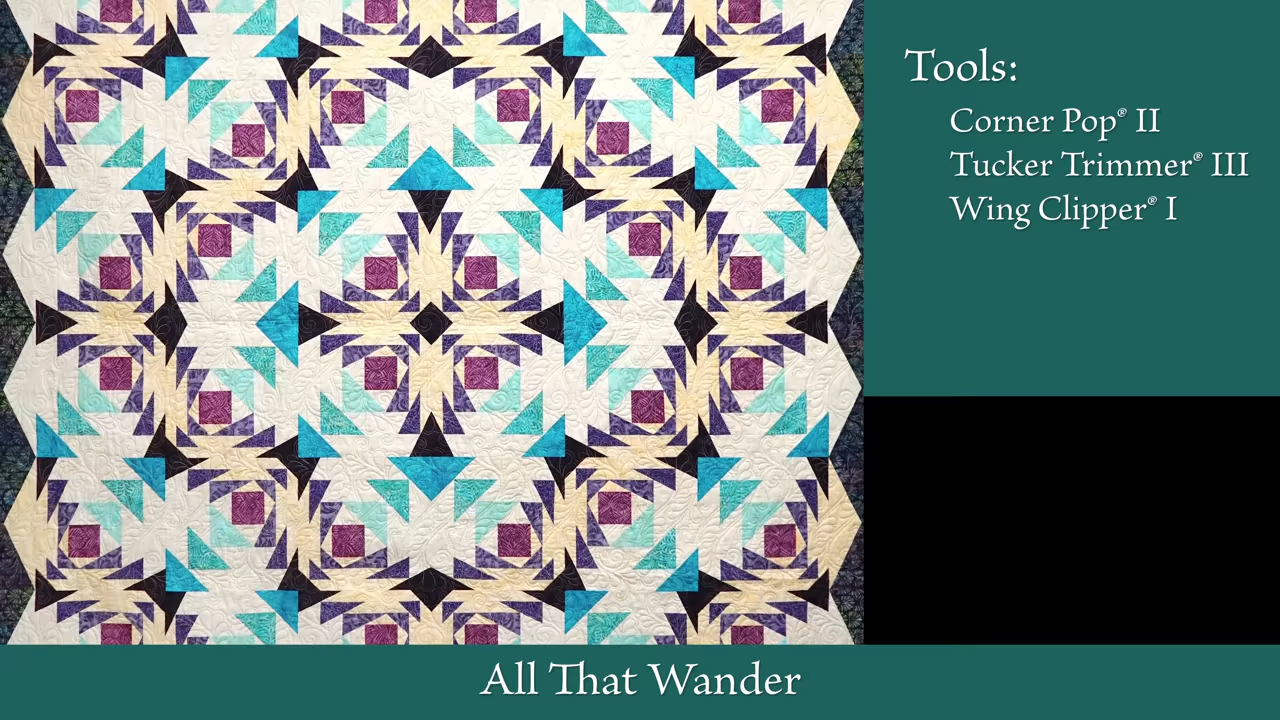 Tools:
Corner Pop® II
Tucker Trimmer® III
Wing Clipper® I
All That Wander